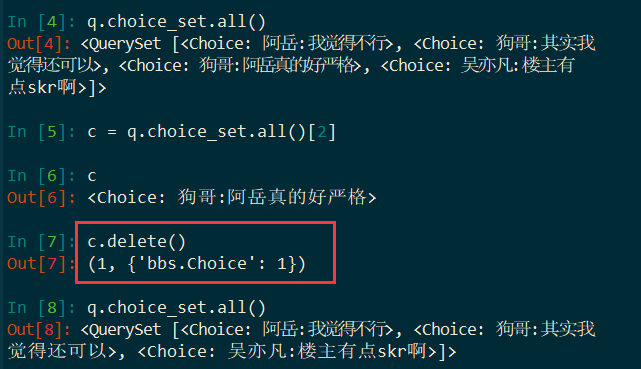 In [4]: q.choice_set.all()
Out[4]: <QuerySet [<Choice: 阿岳:我觉得不行>, <Choice: 狗哥:其实我
觉得还可以>, <Choice: 狗哥:阿岳真的好严格>, <Choice: 吴亦凡:楼主有
点skr啊>]>
In [5]: c = q.choice_set.all()[2]
In [6]: c
Out[6]: <Choice: 狗哥:阿岳真的好严格>
In [7]: c.delete()
Out[7]: (1, {'bbs.Choice': 1})
In [8]: q.choice_set.all()
Out[8]: <QuerySet [<Choice: 阿岳:我觉得不行>, <Choice: 狗哥:其实我
觉得还可以>, <Choice: 吴亦凡:楼主有点skr啊>]>